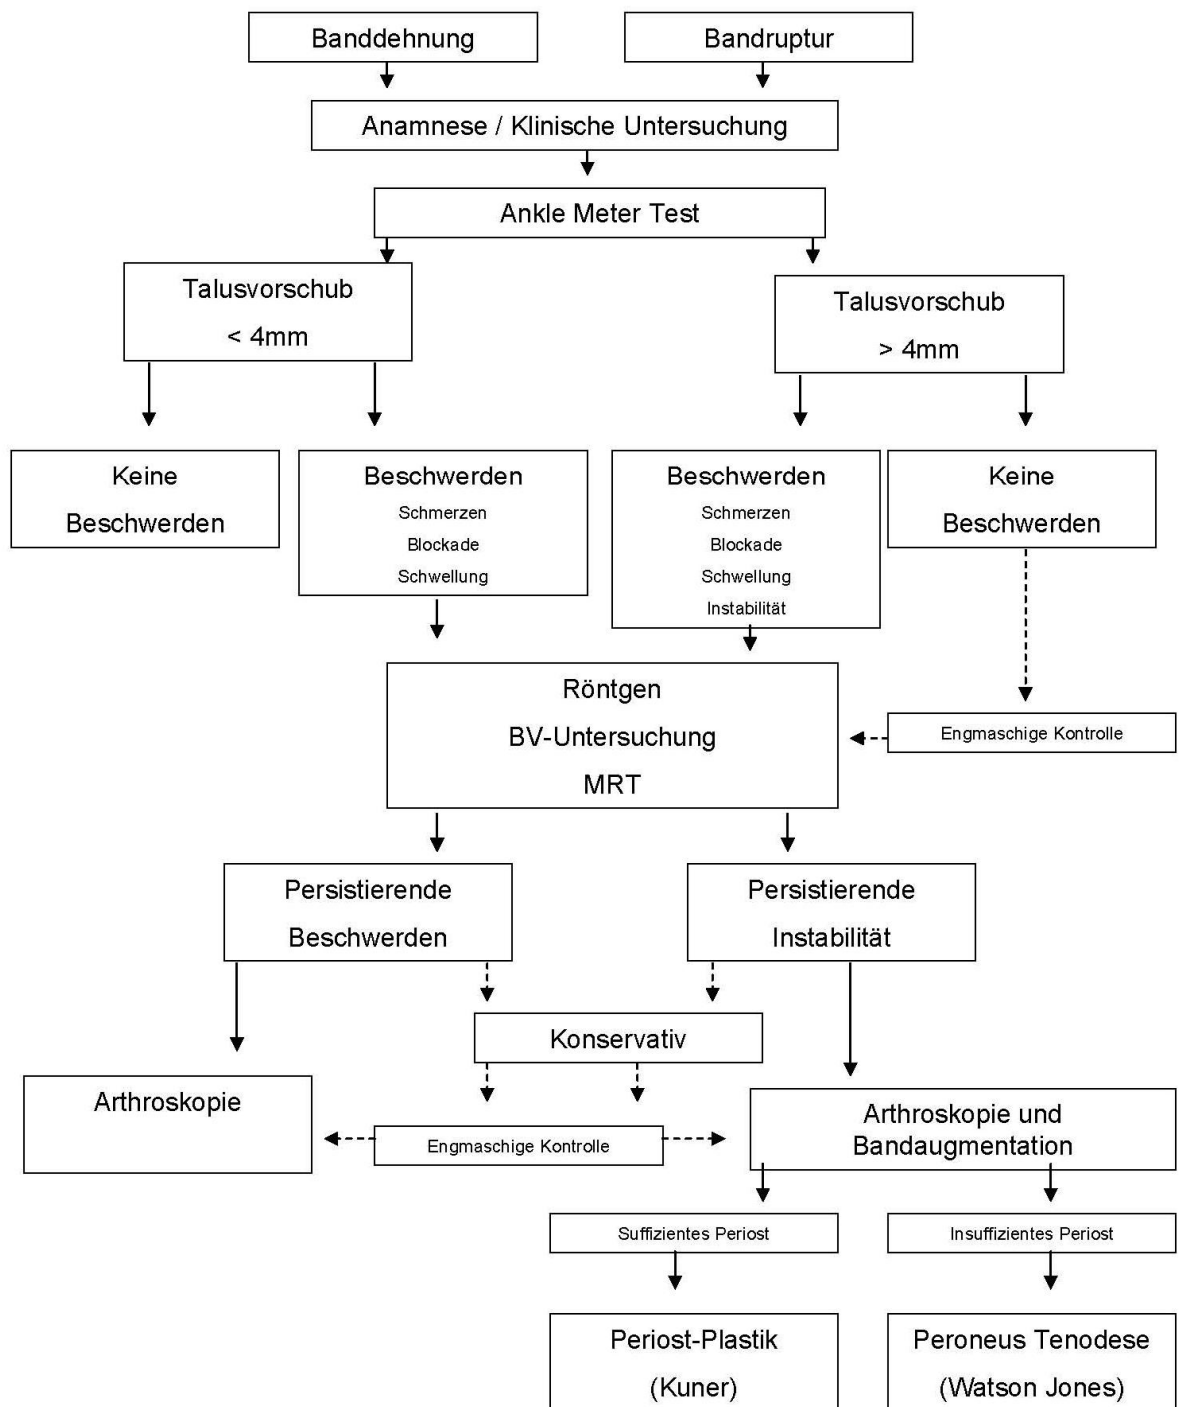 Banddehnung
Bandruptur
Anamnese / Klinische Untersuchung
Ankle Meter Test
Talusvorschub
< 4mm
Talusvorschub
> 4mm
Keine
Beschwerden
Beschwerden
Schmerzen
Blockade
Schwellung
Beschwerden
Schmerzen
Blockade
Schwellung
Instabilität
Keine
Beschwerden
Röntgen
BV-Untersuchung
MRT
Engmaschige Kontrolle
Persistierende
Beschwerden
Persistierende
Instabilität
Konservativ
Arthroskopie
Engmaschige Kontrolle
Arthroskopie und
Bandaugmentation
Suffizientes Periost
Insuffizientes Periost
Periost-Plastik
(Kuner)
Peroneus Tenodese
(Watson Jones)